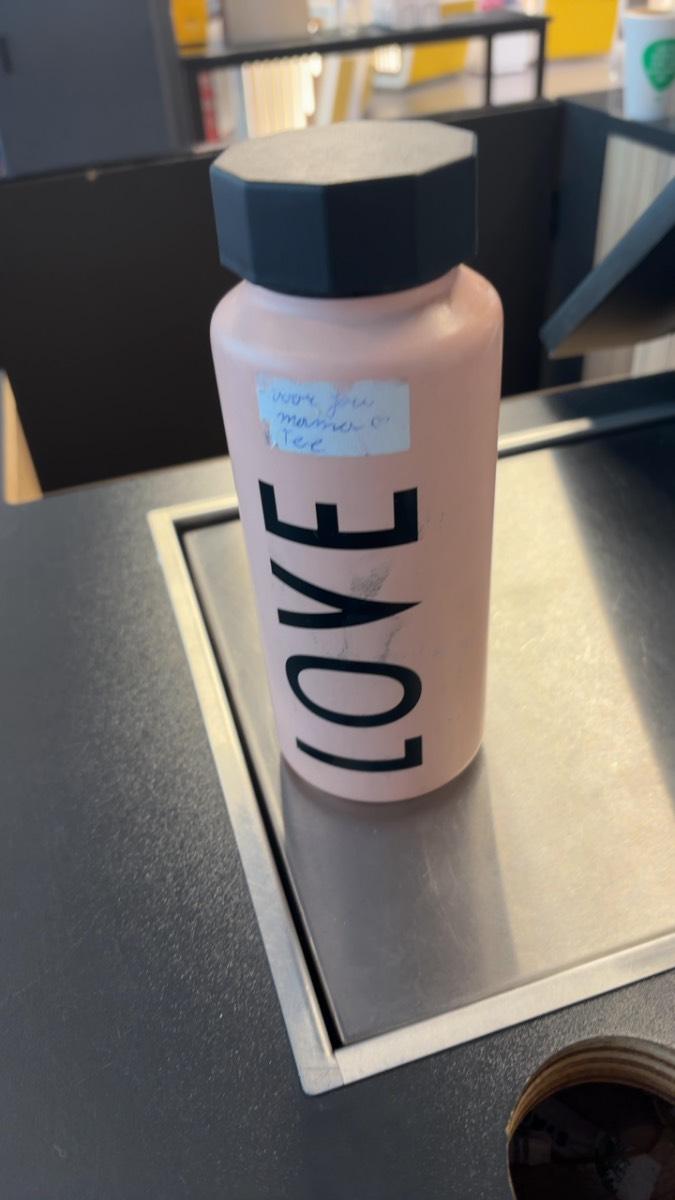 voor jou
mama ♡
Tee
LOVE